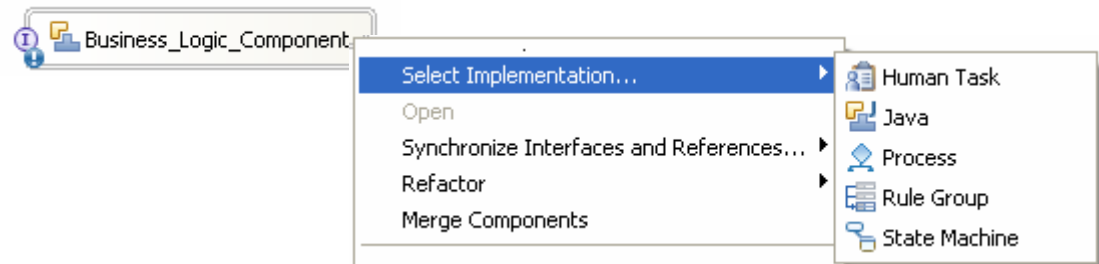 Business_Logic_Component
Select Implementation...
Open
Synchronize Interfaces and References...
Refactor
Merge Components
Human Task
Java
Process
Rule Group
State Machine